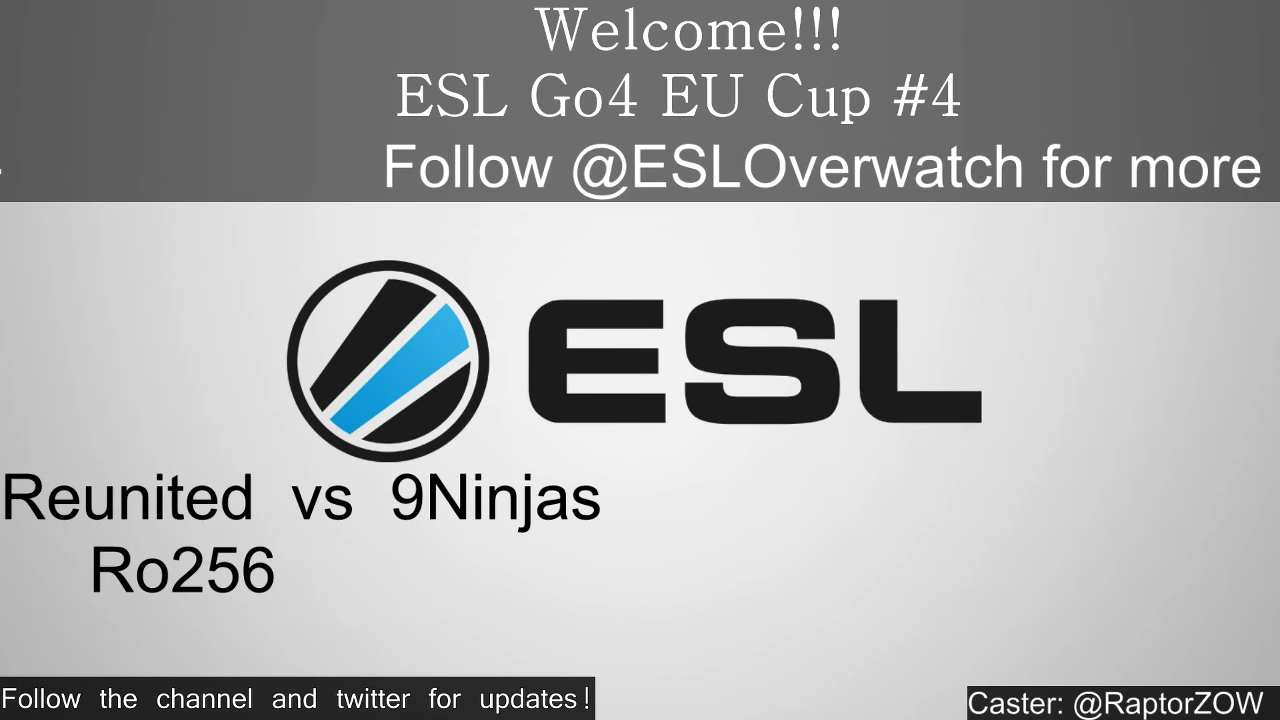 Welcome!!!
ESL Go4 EU Cup #4
Follow @ESLOverwatch for more
ESL
Reunited vs 9Ninjas
Ro256
Follow the channel and twitter for updates!
Caster: @RaptorZOW